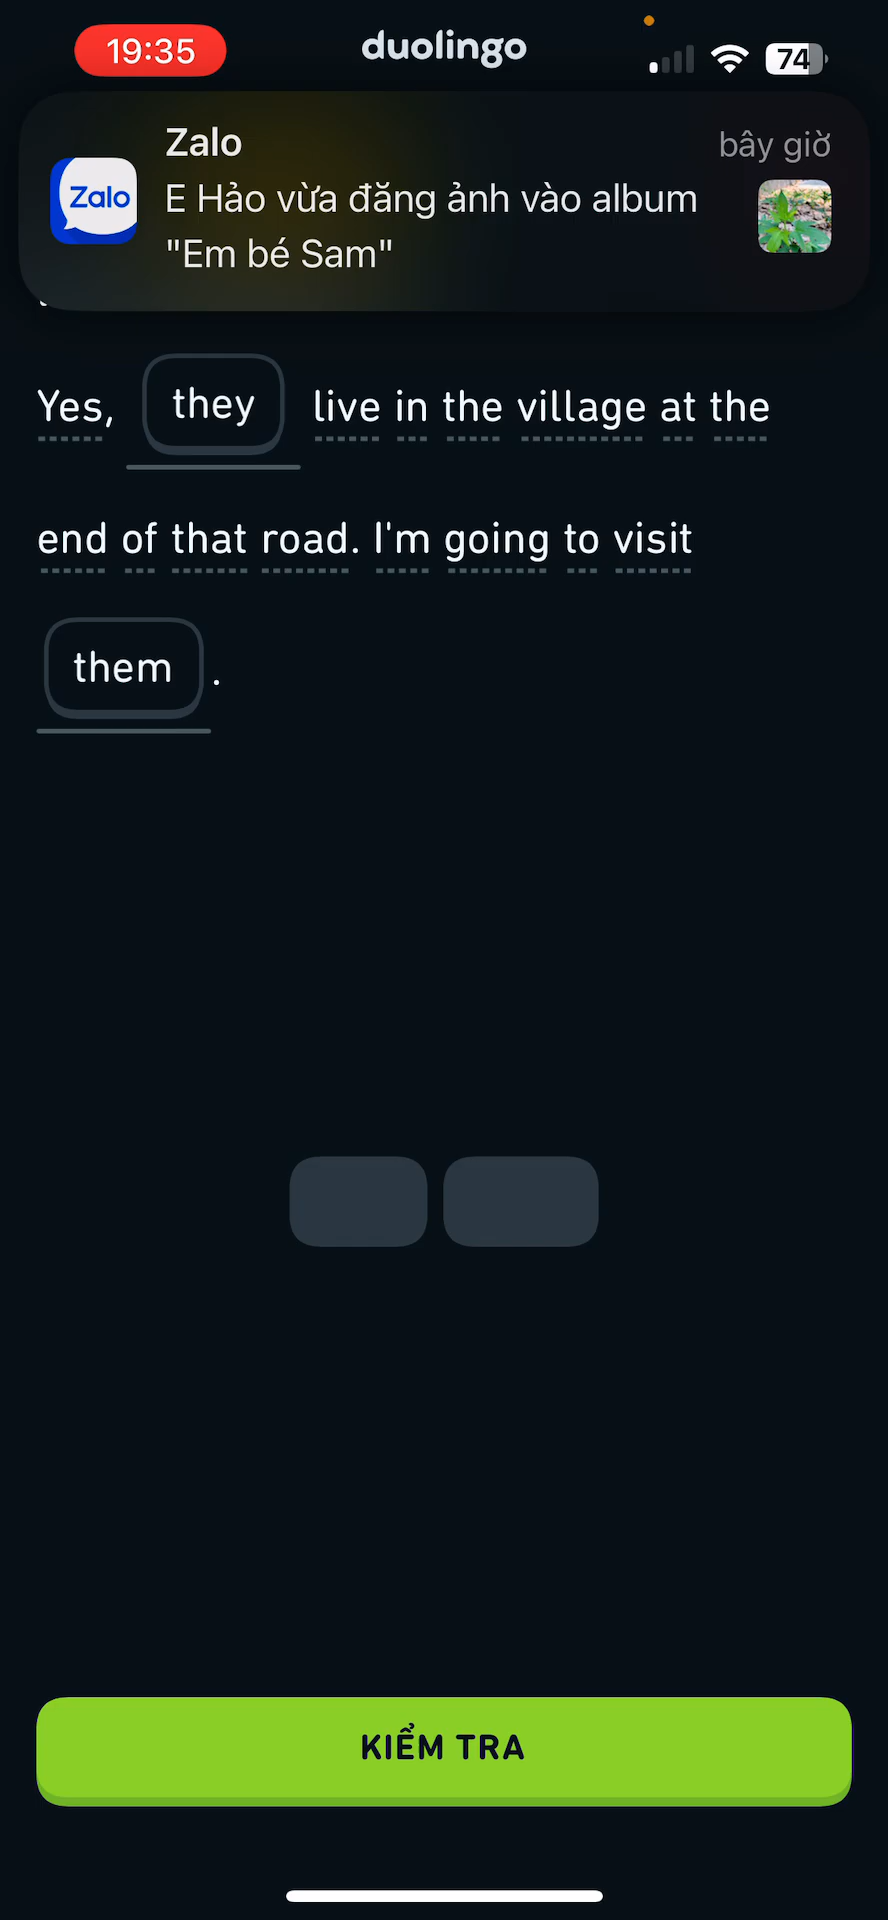 19:35
duolingo
74
Zalo
bây giờ
Zalo
E Hảo vừa đăng ảnh vào album
"Em bé Sam"
Yes, they live in the village at the
end of that road. I'm going to visit
them.
KIỂM TRA